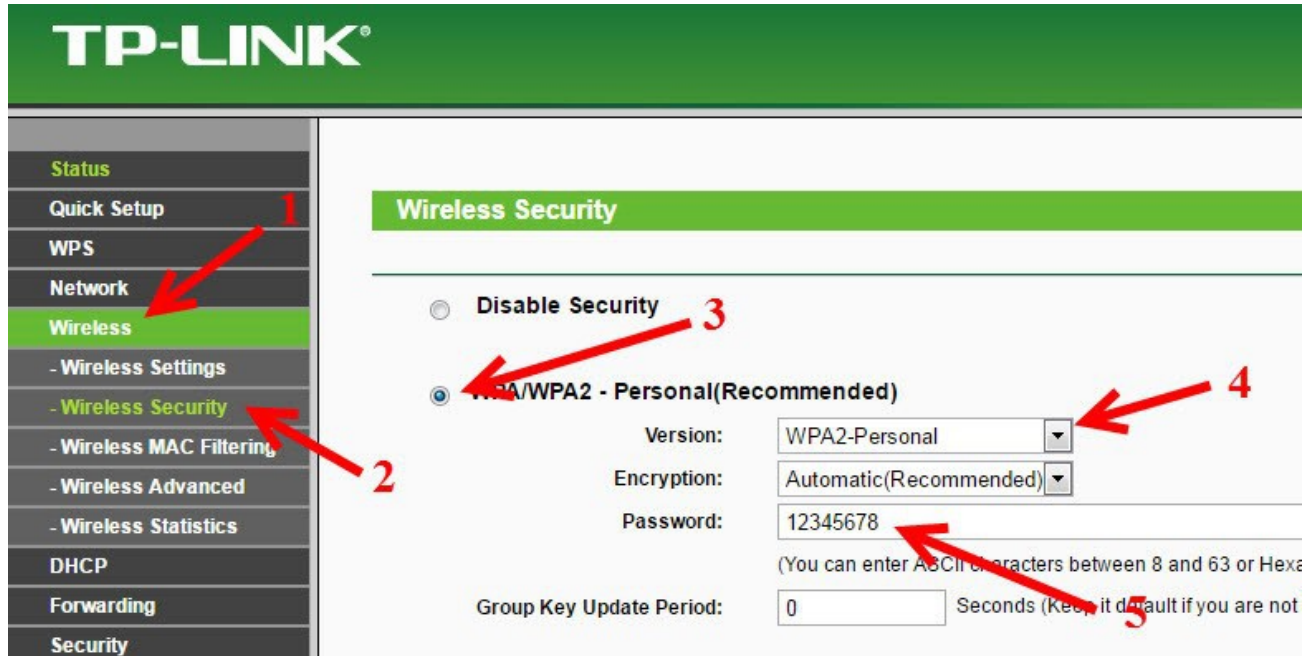 TP-LINK®
Status
Quick Setup
WPS
Network
Wireless
- Wireless Settings
- Wireless Security
- Wireless MAC Filtering
- Wireless Advanced
- Wireless Statistics
DHCP
Forwarding
Security
1
2
Wireless Security
Disable Security
3
WPA/WPA2 - Personal(Recommended)
4
Version: WPA2-Personal
Encryption: Automatic(Recommended)
Password: 12345678
(You can enter ASCII characters between 8 and 63 or Hexa
Group Key Update Period: 0 Seconds (Keep it default if you are not
5